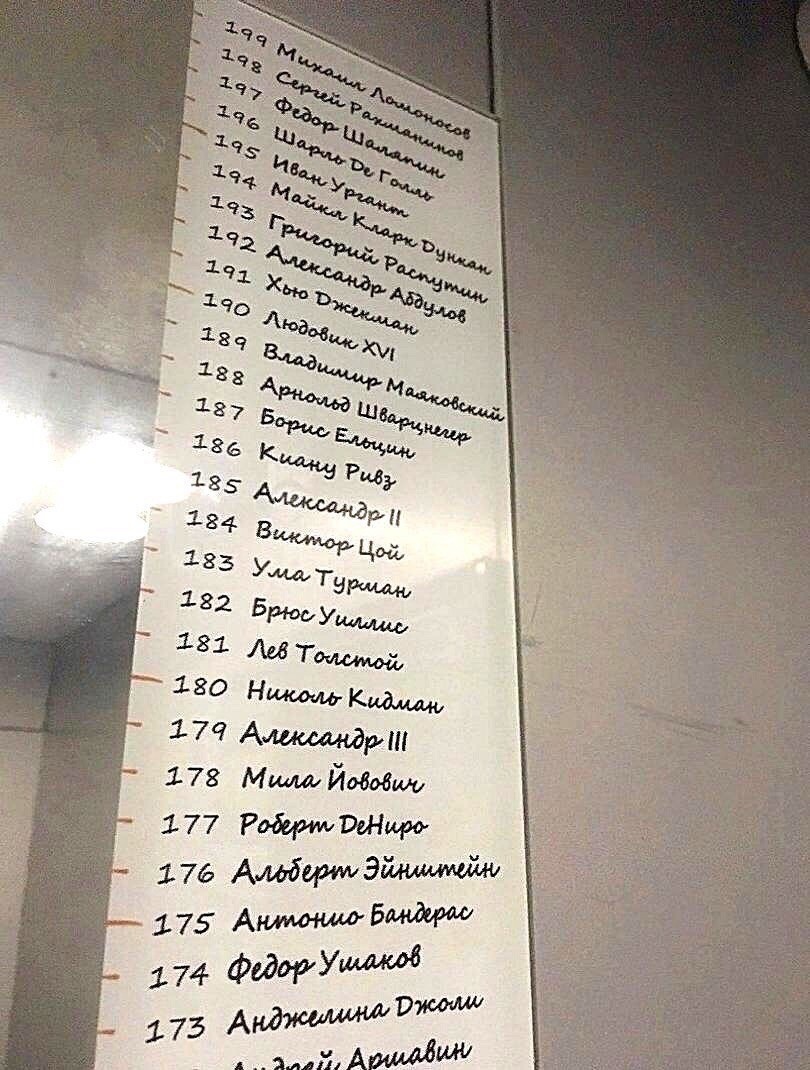 199 Михаил Ломоносов
198 Сергей Рахманинов
197 Федор Шаляпин
196 Шарль Де Голль
195 Иван Ургант
194 Майкл Кларк Дункан
193 Григорий Распутин
192 Александр Абдулов
191 Хью Джекман
190 Людовик XVI
189 Владимир Маяковский
188 Арнольд Шварцнегер
187 Борис Ельцин
186 Киану Ривз
185 Александр II
184 Виктор Цой
183 Ума Турман
182 Брюс Уиллис
181 Лев Толстой
180 Николь Кидман
179 Александр III
178 Мила Йовович
177 Роберт ДеНиро
176 Альберт Эйнштейн
175 Антонио Бандерас
174 Федор Ушаков
173 Анджелина Джоли
Андрей Аршавин